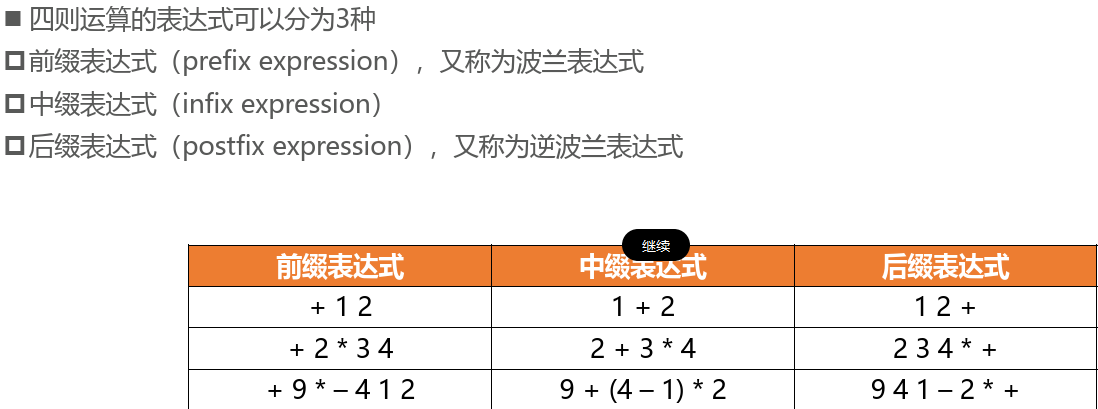 四则运算的表达式可以分为3种
前缀表达式（prefix expression），又称为波兰表达式
中缀表达式（infix expression）
后缀表达式（postfix expression），又称为逆波兰表达式
继续
前缀表达式 中缀表达式 后缀表达式
+ 1 2 1 + 2 1 2 +
+ 2 * 3 4 2 + 3 * 4 2 3 4 * +
+ 9 * – 4 1 2 9 + (4 – 1) * 2 9 4 1 – 2 * +